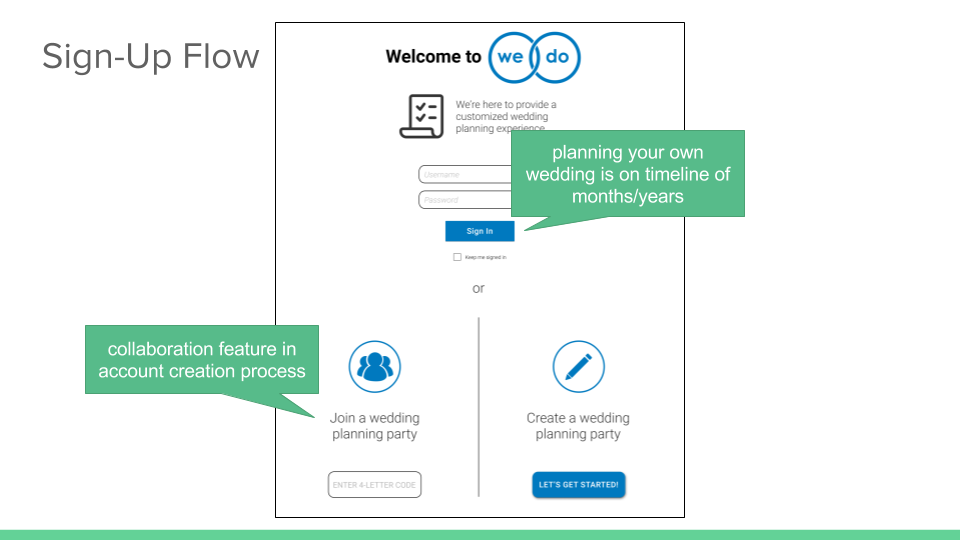 Sign-Up Flow
Welcome to we do
We're here to provide a
customized wedding
planning experience
planning your own
wedding is on timeline of
months/years
Username
Password
Sign In
Keep me signed in
or
collaboration feature in
account creation process
Join a wedding
planning party
Create a wedding
planning party
ENTER 4-LETTER CODE
LET'S GET STARTED!